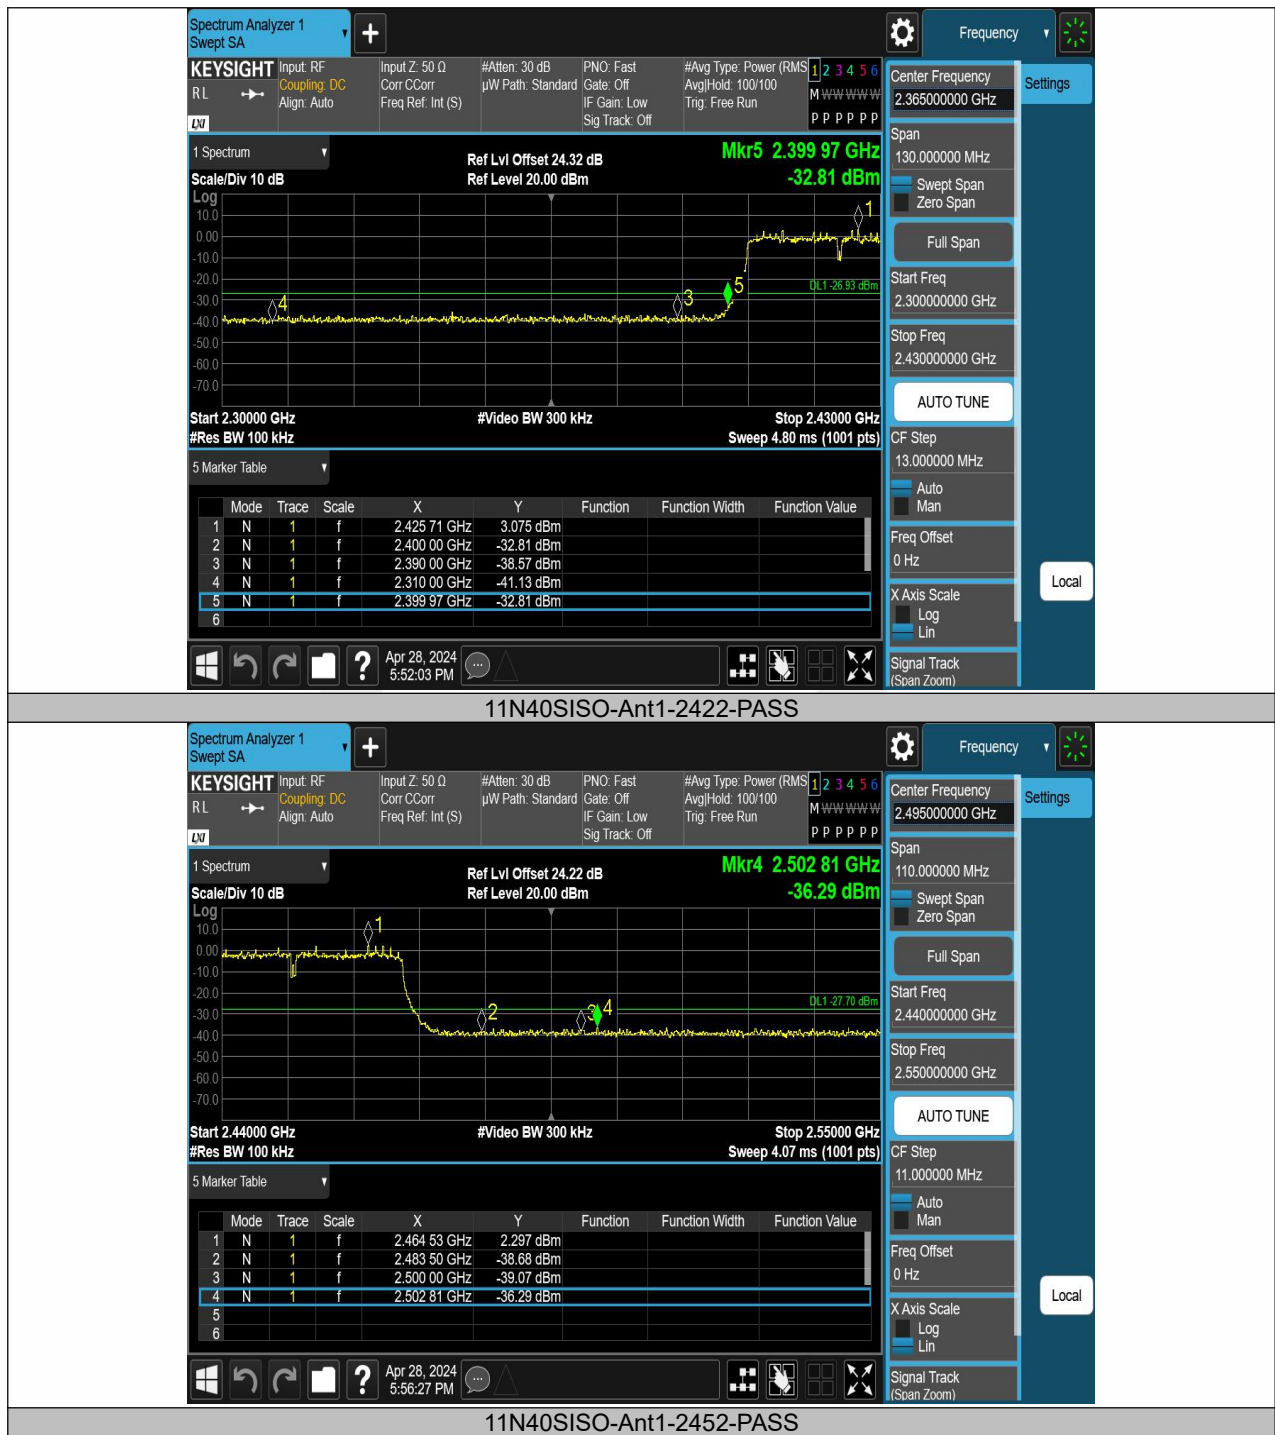 Spectrum Analyzer 1
Swept SA
+
Frequency
KEYSIGHT
RL
LXI
Input: RF
Coupling: DC
Align: Auto
Input Z: 50 Ω
Corr CCorr
Freq Ref: Int (S)
#Atten: 30 dB
µW Path: Standard
PNO: Fast
Gate: Off
IF Gain: Low
Sig Track: Off
#Avg Type: Power (RMS
Avg|Hold: 100/100
Trig: Free Run
1 2 3 4 5 6
M W W W W W
P P P P P P
1 Spectrum
Scale/Div 10 dB
Ref Lvl Offset 24.32 dB
Ref Level 20.00 dBm
Mkr5 2.399 97 GHz
-32.81 dBm
Log
10.0
0.00
-10.0
-20.0
-30.0
-40.0
-50.0
-60.0
-70.0
1
4
3
5
DL1 -26.93 dBm
Start 2.30000 GHz
#Video BW 300 kHz
Stop 2.43000 GHz
#Res BW 100 kHz
Sweep 4.80 ms (1001 pts)
5 Marker Table
Mode Trace Scale X Y Function Function Width Function Value
1 N 1 f 2.425 71 GHz 3.075 dBm
2 N 1 f 2.400 00 GHz -32.81 dBm
3 N 1 f 2.390 00 GHz -38.57 dBm
4 N 1 f 2.310 00 GHz -41.13 dBm
5 N 1 f 2.399 97 GHz -32.81 dBm
6
?
Apr 28, 2024
5:52:03 PM
Center Frequency
2.365000000 GHz
Settings
Span
130.000000 MHz
Swept Span
Zero Span
Full Span
Start Freq
2.300000000 GHz
Stop Freq
2.430000000 GHz
AUTO TUNE
CF Step
13.000000 MHz
Auto
Man
Freq Offset
0 Hz
Local
X Axis Scale
Log
Lin
Signal Track
(Span Zoom)
11N40SISO-Ant1-2422-PASS
Spectrum Analyzer 1
Swept SA
+
Frequency
KEYSIGHT
RL
LXI
Input: RF
Coupling: DC
Align: Auto
Input Z: 50 Ω
Corr CCorr
Freq Ref: Int (S)
#Atten: 30 dB
µW Path: Standard
PNO: Fast
Gate: Off
IF Gain: Low
Sig Track: Off
#Avg Type: Power (RMS
Avg|Hold: 100/100
Trig: Free Run
1 2 3 4 5 6
M W W W W W
P P P P P P
1 Spectrum
Scale/Div 10 dB
Ref Lvl Offset 24.22 dB
Ref Level 20.00 dBm
Mkr4 2.502 81 GHz
-36.29 dBm
Log
10.0
0.00
-10.0
-20.0
-30.0
-40.0
-50.0
-60.0
-70.0
1
2
3
4
DL1 -27.70 dBm
Start 2.44000 GHz
#Video BW 300 kHz
Stop 2.55000 GHz
#Res BW 100 kHz
Sweep 4.07 ms (1001 pts)
5 Marker Table
Mode Trace Scale X Y Function Function Width Function Value
1 N 1 f 2.464 53 GHz 2.297 dBm
2 N 1 f 2.483 50 GHz -38.68 dBm
3 N 1 f 2.500 00 GHz -39.07 dBm
4 N 1 f 2.502 81 GHz -36.29 dBm
5
6
?
Apr 28, 2024
5:56:27 PM
Center Frequency
2.495000000 GHz
Settings
Span
110.000000 MHz
Swept Span
Zero Span
Full Span
Start Freq
2.440000000 GHz
Stop Freq
2.550000000 GHz
AUTO TUNE
CF Step
11.000000 MHz
Auto
Man
Freq Offset
0 Hz
Local
X Axis Scale
Log
Lin
Signal Track
(Span Zoom)
11N40SISO-Ant1-2452-PASS